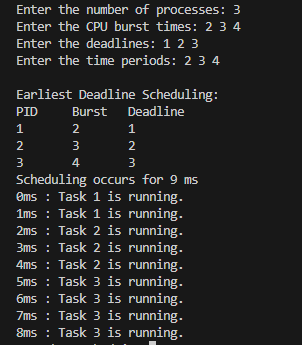 Enter the number of processes: 3
Enter the CPU burst times: 2 3 4
Enter the deadlines: 1 2 3
Enter the time periods: 2 3 4

Earliest Deadline Scheduling:
PID     Burst   Deadline
1       2       1
2       3       2
3       4       3
Scheduling occurs for 9 ms
0ms : Task 1 is running.
1ms : Task 1 is running.
2ms : Task 2 is running.
3ms : Task 2 is running.
4ms : Task 2 is running.
5ms : Task 3 is running.
6ms : Task 3 is running.
7ms : Task 3 is running.
8ms : Task 3 is running.